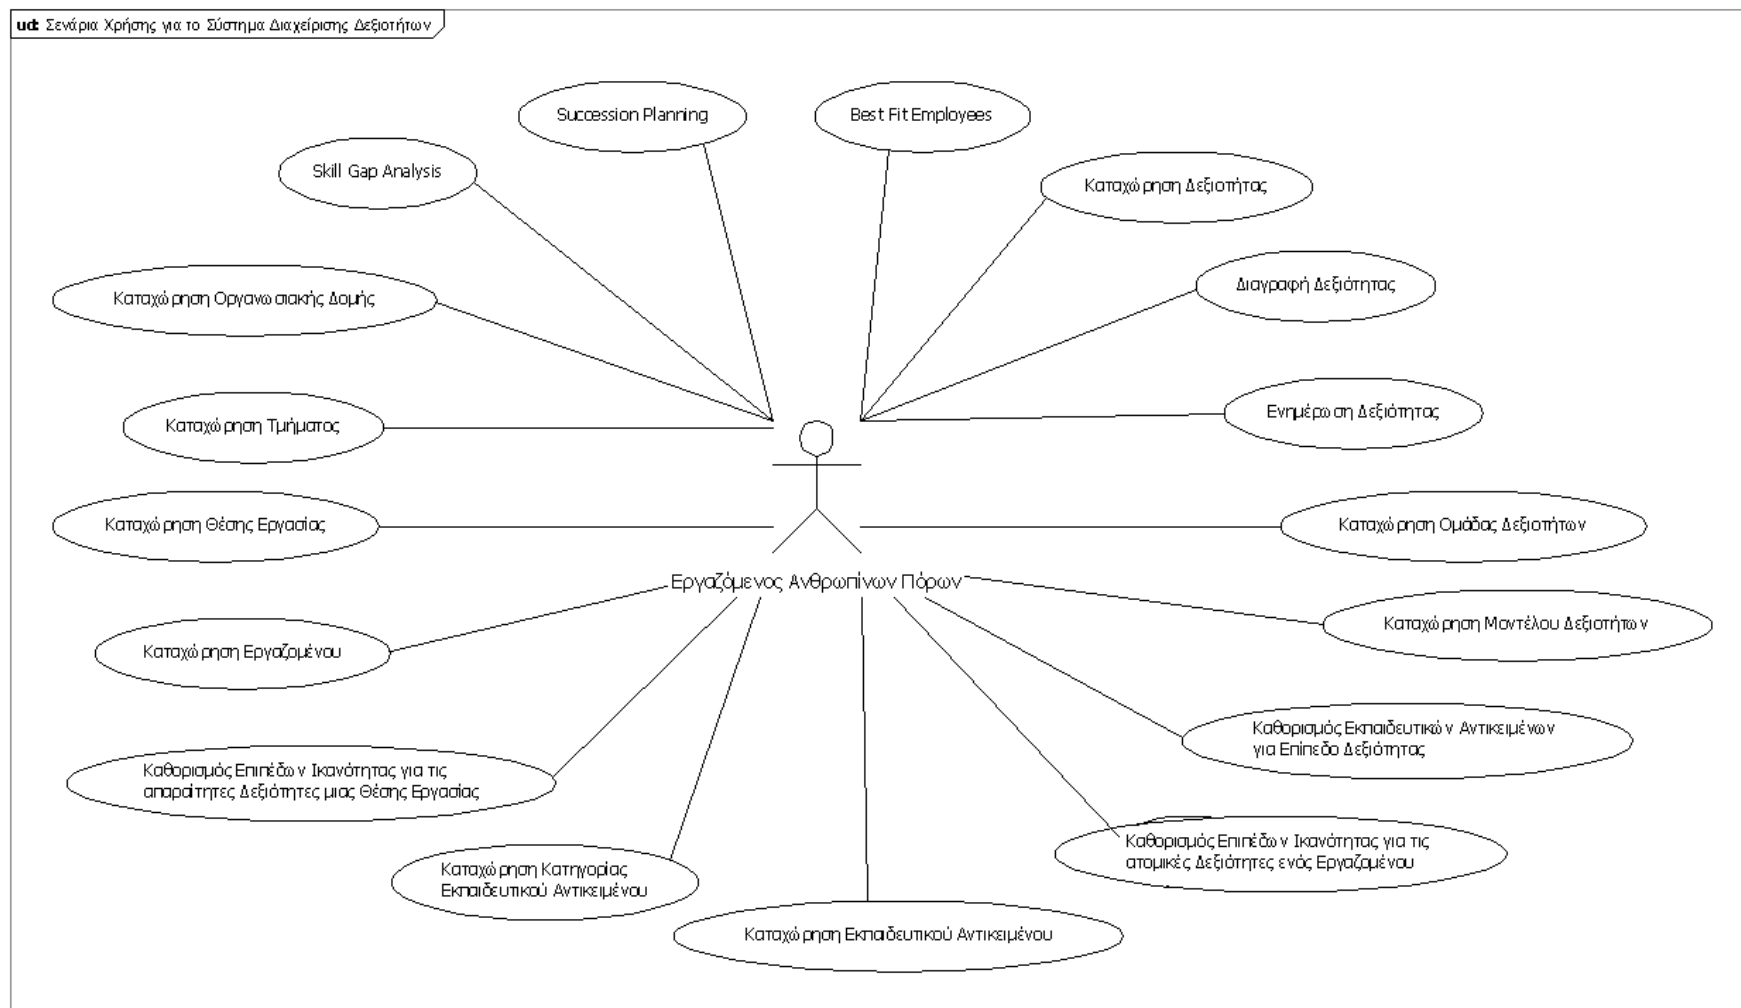 ud: Σενάρια Χρήσης για το Σύστημα Διαχείρισης Δεξιοτήτων
Succession Planning
Best Fit Employees
Skill Gap Analysis
Καταχώρηση Δεξιοτήτας
Διαγραφή Δεξιότητας
Καταχώρηση Οργανωσιακής Δομής
Ενημέρωση Δεξιότητας
Καταχώρηση Τμήματος
Καταχώρηση Θέσης Εργασίας
Καταχώρηση Ομάδας Δεξιοτήτων
Εργαζόμενος Ανθρωπίνων Πόρων
Καταχώρηση Μοντέλου Δεξιοτήτων
Καταχώρηση Εργαζομένου
Καθορισμός Εκπαιδευτικών Αντικειμένων
για Επίπεδο Δεξιότητας
Καθορισμός Επιπέδων Ικανότητας για τις
απαραίτητες Δεξιότητες μιας Θέσης Εργασίας
Καθορισμός Επιπέδων Ικανότητας για τις
ατομικές Δεξιότητες ενός Εργαζομένου
Καταχώρηση Κατηγορίας
Εκπαιδευτικού Αντικειμένου
Καταχώρηση Εκπαιδευτικού Αντικειμένου